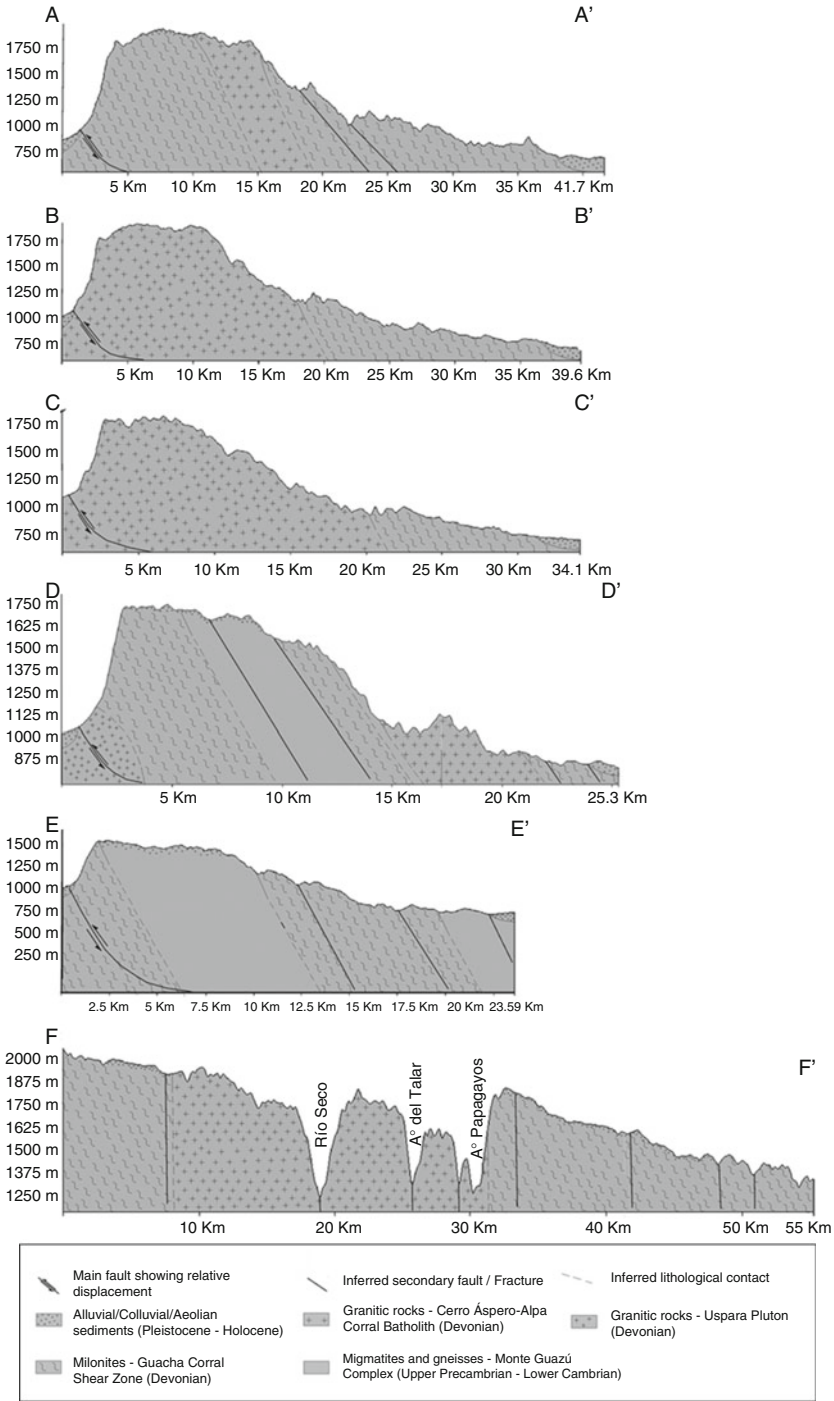 A A'
1750 m
1500 m
1250 m
1000 m
750 m
5 Km 10 Km 15 Km 20 Km 25 Km 30 Km 35 Km 41.7 Km
B B'
1750 m
1500 m
1250 m
1000 m
750 m
5 Km 10 Km 15 Km 20 Km 25 Km 30 Km 35 Km 39.6 Km
C C'
1750 m
1500 m
1250 m
1000 m
750 m
5 Km 10 Km 15 Km 20 Km 25 Km 30 Km 34.1 Km
D D'
1750 m
1625 m
1500 m
1375 m
1250 m
1125 m
1000 m
875 m
5 Km 10 Km 15 Km 20 Km 25.3 Km
E E'
1500 m
1250 m
1000 m
750 m
500 m
250 m
2.5 Km 5 Km 7.5 Km 10 Km 12.5 Km 15 Km 17.5 Km 20 Km 23.59 Km
F F'
2000 m
1875 m
1750 m
1625 m
1500 m
1375 m
1250 m
Río Seco
A° del Talar
A° Papagayos
10 Km 20 Km 30 Km 40 Km 50 Km 55 Km
Main fault showing relative
displacement
Inferred secondary fault / Fracture
Inferred lithological contact
Alluvial/Colluvial/Aeolian
sediments (Pleistocene - Holocene)
Granitic rocks - Cerro Áspero-Alpa
Corral Batholith (Devonian)
Granitic rocks - Uspara Pluton
(Devonian)
Milonites - Guacha Corral
Shear Zone (Devonian)
Migmatites and gneisses - Monte Guazú
Complex (Upper Precambrian - Lower Cambrian)